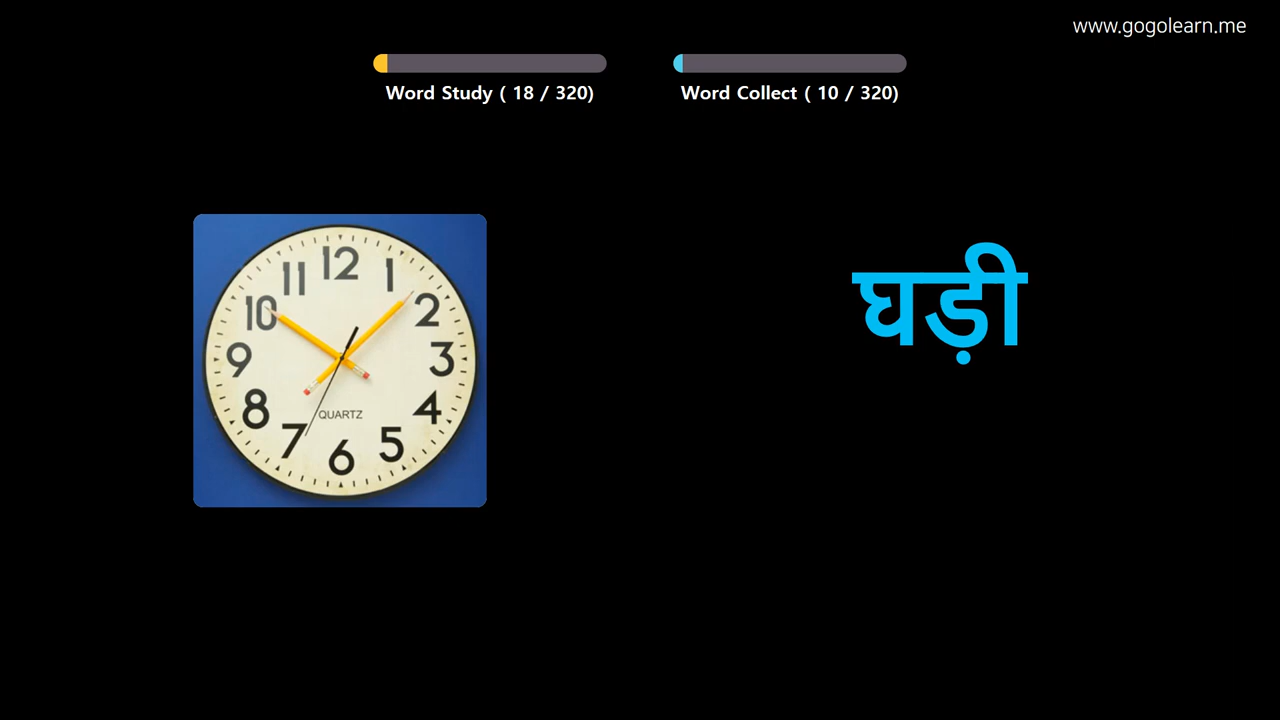 www.gogolearn.me
Word Study ( 18 / 320)
Word Collect ( 10 / 320)
12
11
1
10
2
9
3
8
4
7
5
6
QUARTZ
घड़ी